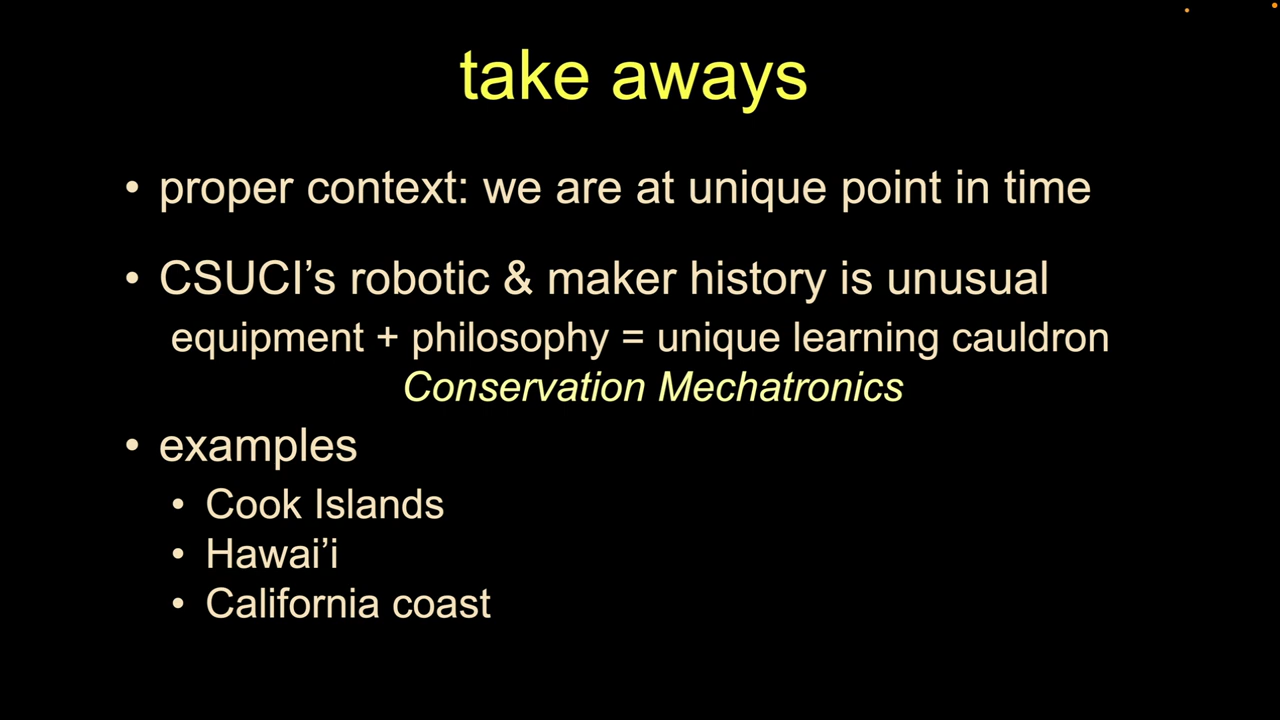 take aways
• proper context: we are at unique point in time
• CSUCI’s robotic & maker history is unusual
equipment + philosophy = unique learning cauldron
Conservation Mechatronics
• examples
• Cook Islands
• Hawai’i
• California coast